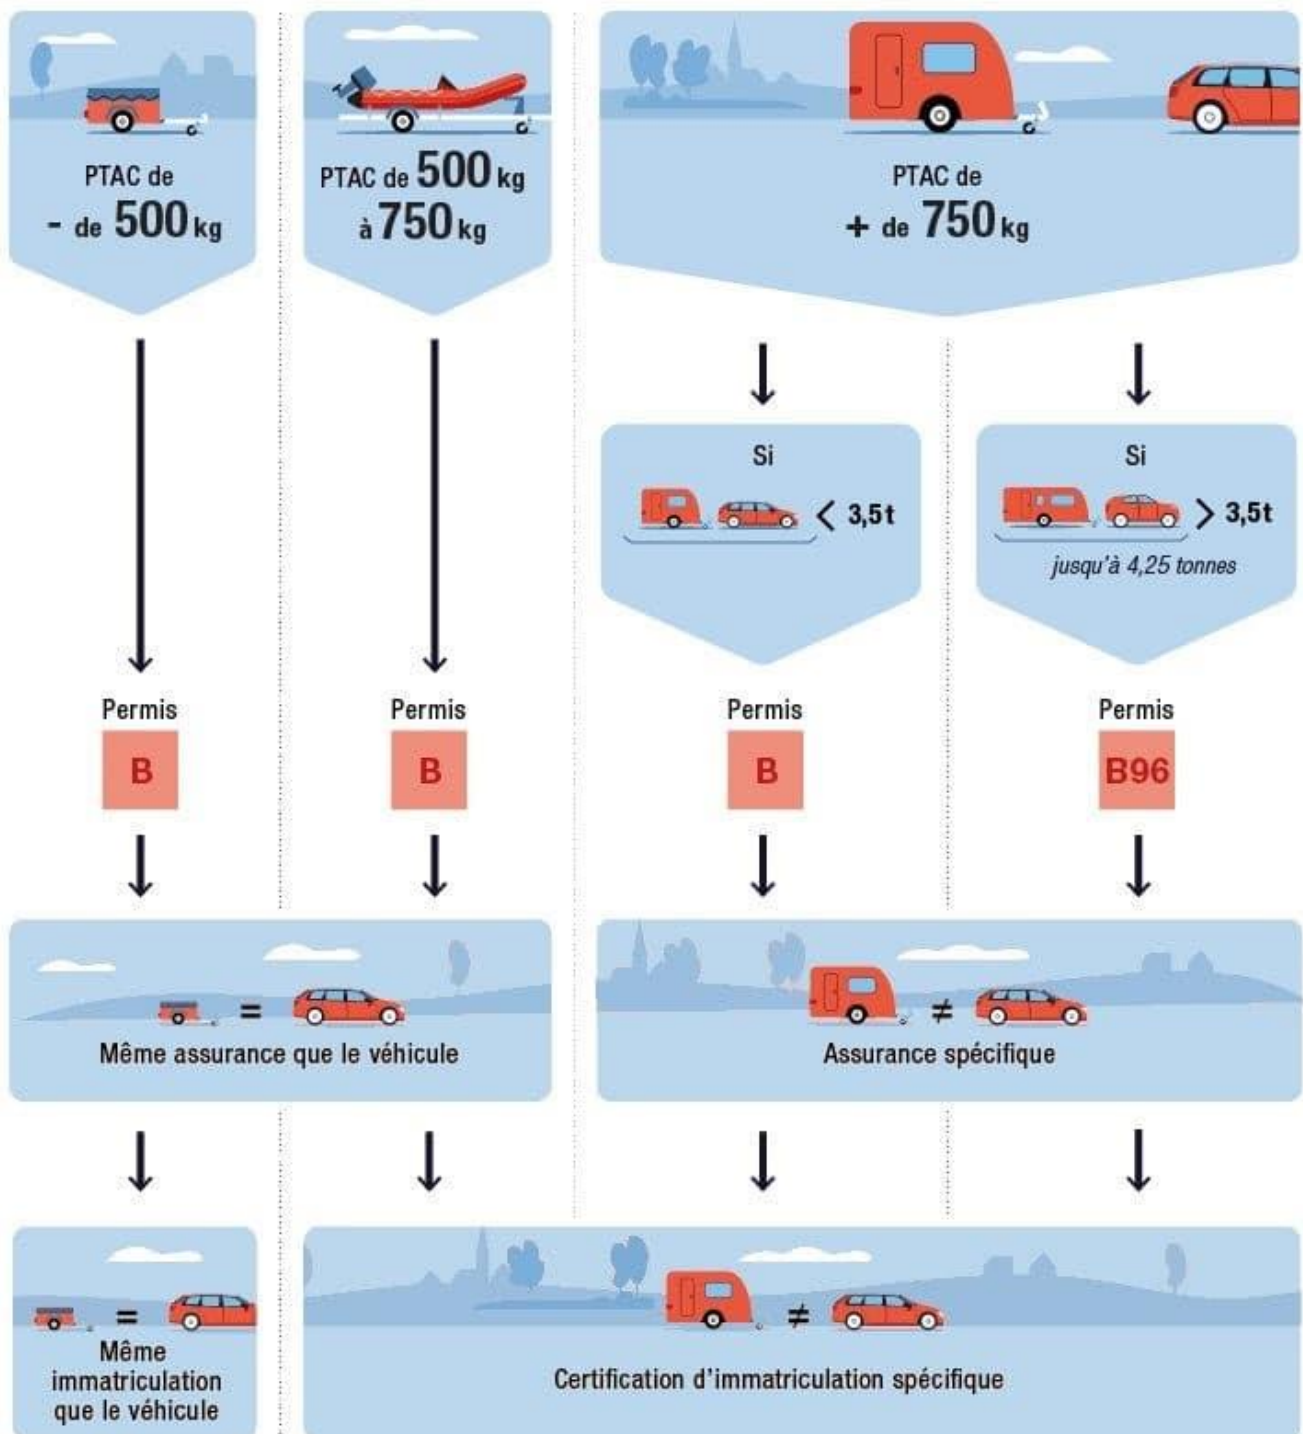 PTAC de
- de 500 kg
PTAC de 500 kg
à 750 kg
PTAC de
+ de 750 kg
Si
< 3,5t
Si
> 3,5t
jusqu'à 4,25 tonnes
Permis
B
Permis
B
Permis
B
Permis
B96
=
Même assurance que le véhicule
≠
Assurance spécifique
=
Même
immatriculation
que le véhicule
≠
Certification d'immatriculation spécifique